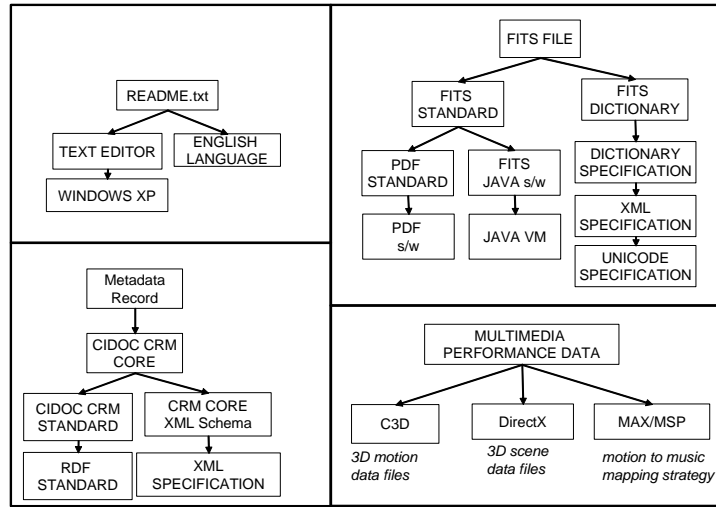 README.txt
TEXT EDITOR
ENGLISH
LANGUAGE
WINDOWS XP
FITS FILE
FITS
STANDARD
FITS
DICTIONARY
PDF
STANDARD
FITS
JAVA s/w
DICTIONARY
SPECIFICATION
PDF
s/w
JAVA VM
XML
SPECIFICATION
UNICODE
SPECIFICATION
Metadata
Record
CIDOC CRM
CORE
CIDOC CRM
STANDARD
CRM CORE
XML Schema
RDF
STANDARD
XML
SPECIFICATION
MULTIMEDIA
PERFORMANCE DATA
C3D
DirectX
MAX/MSP
3D motion
data files
3D scene
data files
motion to music
mapping strategy